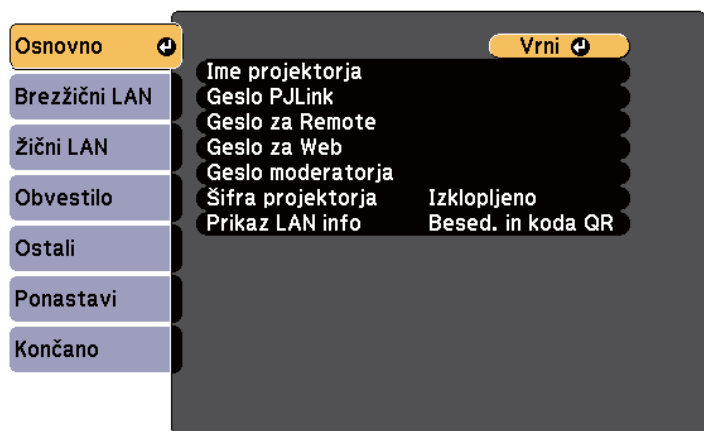 Osnovno
Vrni
Ime projektorja
Brezžični LAN
Geslo PJLink
Geslo za Remote
Žični LAN
Geslo za Web
Geslo moderatorja
Obvestilo
Šifra projektorja Izklopljeno
Prikaz LAN info Besed. in koda QR
Ostali
Ponastavi
Končano